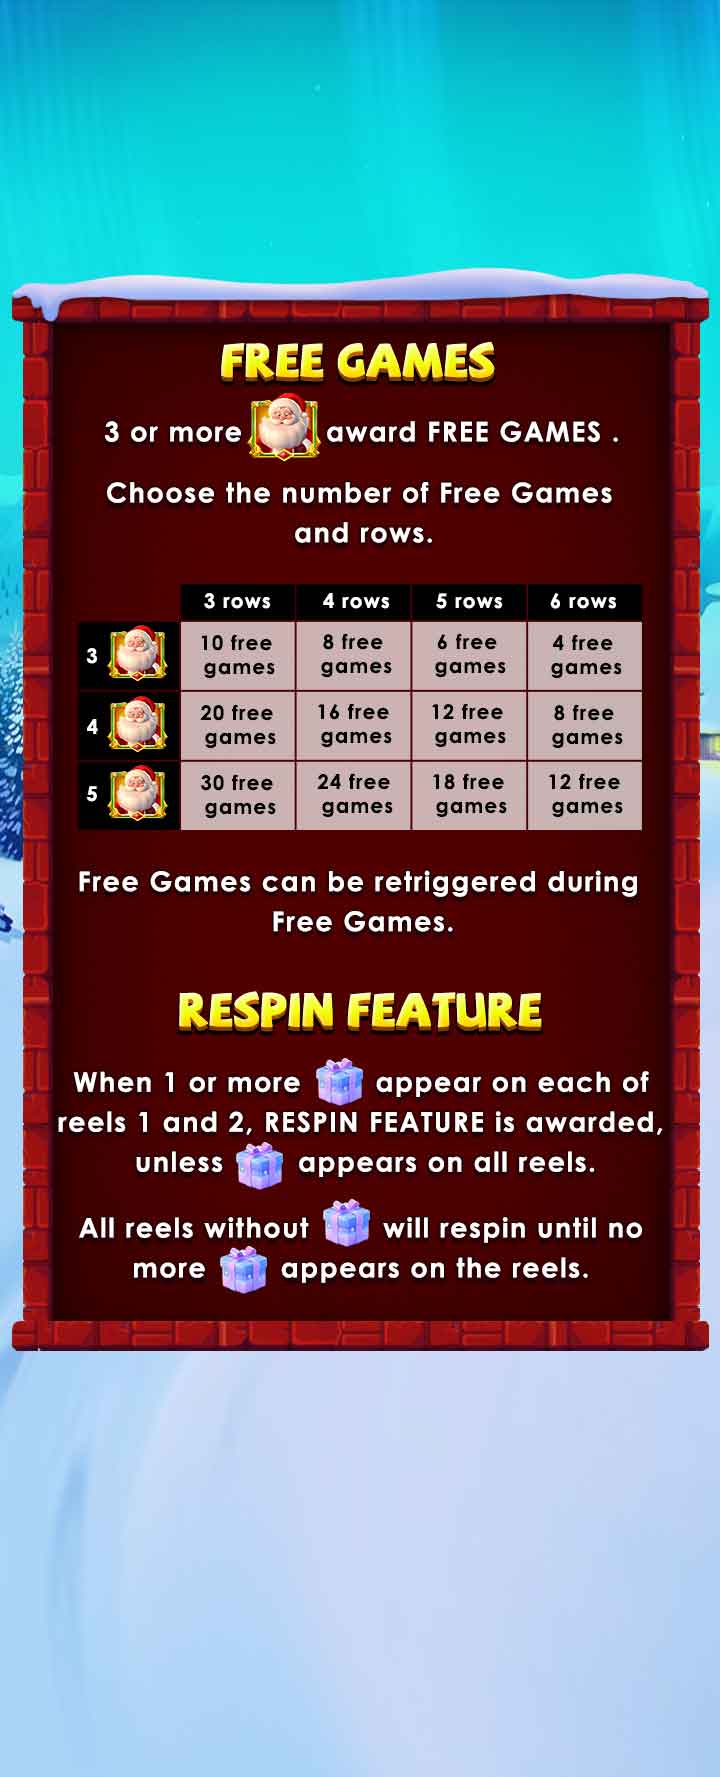 FREE GAMES
3 or more award FREE GAMES .
Choose the number of Free Games
and rows.
3 rows 4 rows 5 rows 6 rows
3 10 free games 8 free games 6 free games 4 free games
4 20 free games 16 free games 12 free games 8 free games
5 30 free games 24 free games 18 free games 12 free games
Free Games can be retriggered during
Free Games.
RESPIN FEATURE
When 1 or more appear on each of
reels 1 and 2, RESPIN FEATURE is awarded,
unless appears on all reels.
All reels without will respin until no
more appears on the reels.